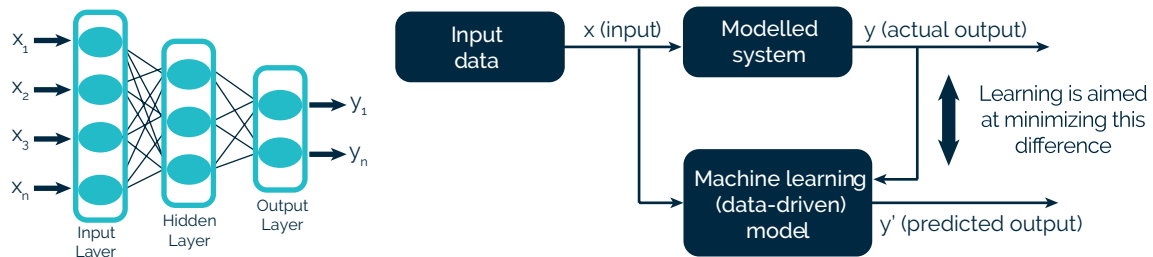 x1
x2
x3
xn
Input
Layer
Hidden
Layer
Output
Layer
y1
yn
Input
data
x (input)
Modelled
system
y (actual output)
Learning is aimed
at minimizing this
difference
Machine learning
(data-driven)
model
y' (predicted output)